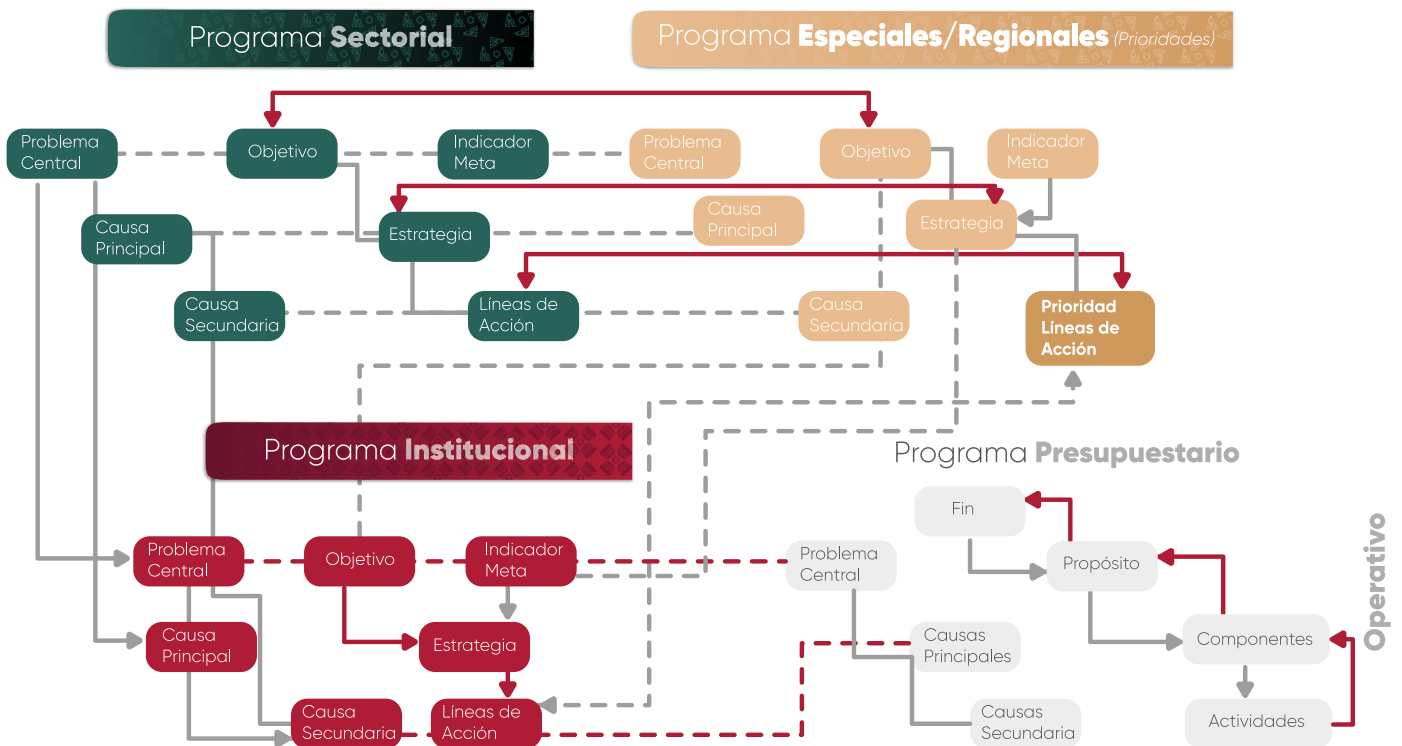 Programa Sectorial
Programa Especiales/Regionales (Prioridades)
Problema
Central
Objetivo
Indicador
Meta
Problema
Central
Objetivo
Indicador
Meta
Causa
Principal
Estrategia
Causa
Principal
Estrategia
Causa
Secundaria
Líneas de
Acción
Causa
Secundaria
Prioridad
Líneas de
Acción
Programa Institucional
Programa Presupuestario
Fin
Problema
Central
Objetivo
Indicador
Meta
Problema
Central
Propósito
Operativo
Causa
Principal
Estrategia
Causas
Principales
Componentes
Causa
Secundaria
Líneas de
Acción
Causas
Secundaria
Actividades